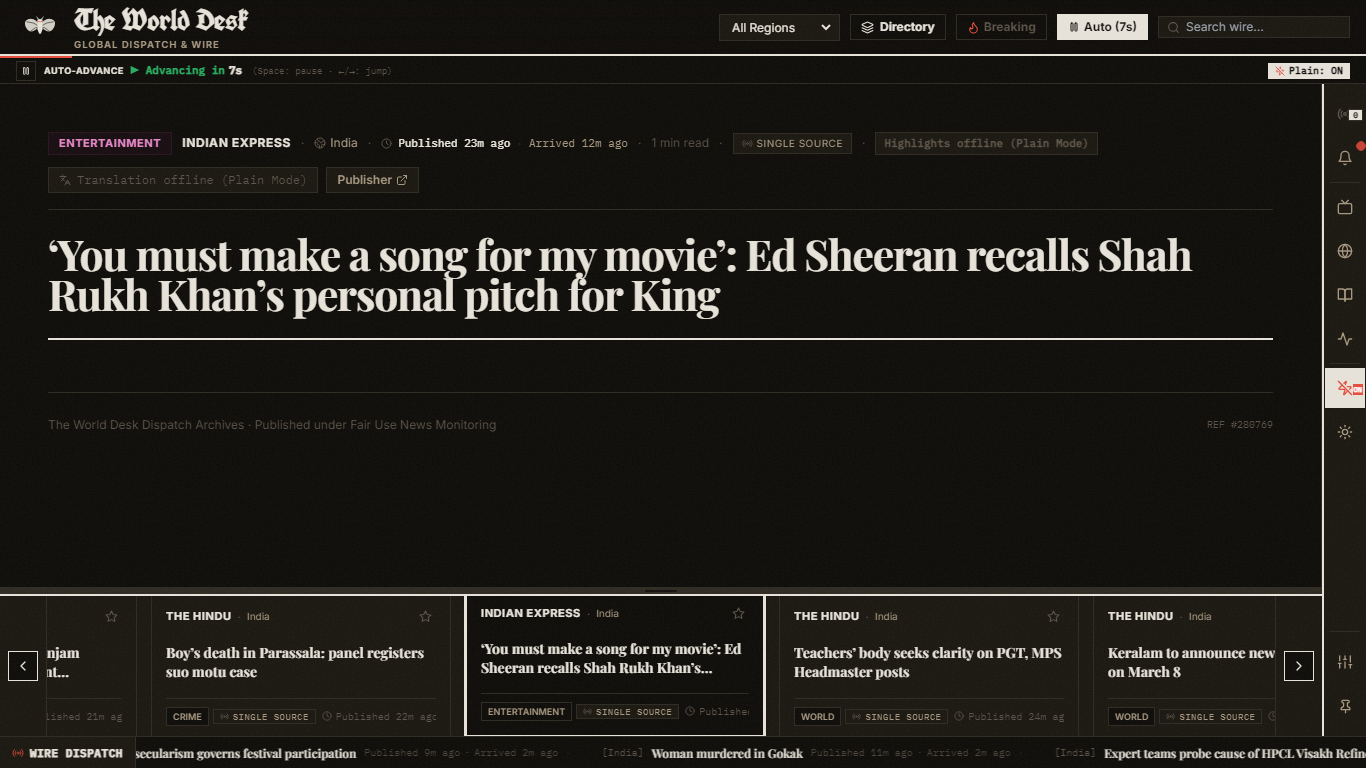 The World Desk
GLOBAL DISPATCH & WIRE
All Regions
Directory
Breaking
Auto (7s)
Search wire...
AUTO-ADVANCE ▶ Advancing in 7s (Space: pause · ←/→: jump)
Plain: ON
0
ENTERTAINMENT INDIAN EXPRESS · India · Published 23m ago · Arrived 12m ago · 1 min read · SINGLE SOURCE · Highlights offline (Plain Mode)
Translation offline (Plain Mode) Publisher
‘You must make a song for my movie’: Ed Sheeran recalls Shah
Rukh Khan’s personal pitch for King
The World Desk Dispatch Archives · Published under Fair Use News Monitoring
REF #280769
njam
nt...
lished 21m ag
THE HINDU · India
Boy’s death in Parassala: panel registers
suo motu case
CRIME SINGLE SOURCE Published 22m ago
INDIAN EXPRESS · India
‘You must make a song for my movie’: Ed
Sheeran recalls Shah Rukh Khan’s...
ENTERTAINMENT SINGLE SOURCE Publishe
THE HINDU · India
Teachers’ body seeks clarity on PGT, MPS
Headmaster posts
WORLD SINGLE SOURCE Published 24m ag
THE HINDU · India
Keralam to announce new
on March 8
WORLD SINGLE SOURCE
WIRE DISPATCH
secularism governs festival participation Published 9m ago · Arrived 2m ago · [India] Woman murdered in Gokak Published 11m ago · Arrived 2m ago · [India] Expert teams probe cause of HPCL Visakh Refin